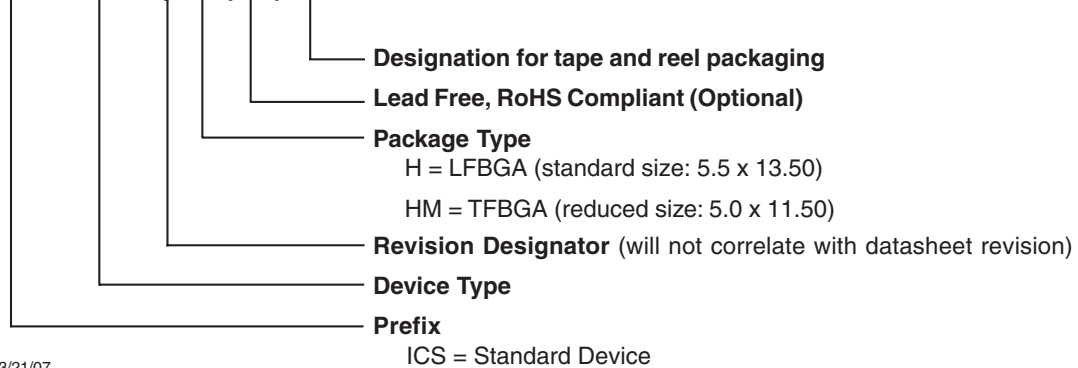 Designation for tape and reel packaging
Lead Free, RoHS Compliant (Optional)
Package Type
H = LFBGA (standard size: 5.5 x 13.50)
HM = TFBGA (reduced size: 5.0 x 11.50)
Revision Designator (will not correlate with datasheet revision)
Device Type
Prefix
ICS = Standard Device